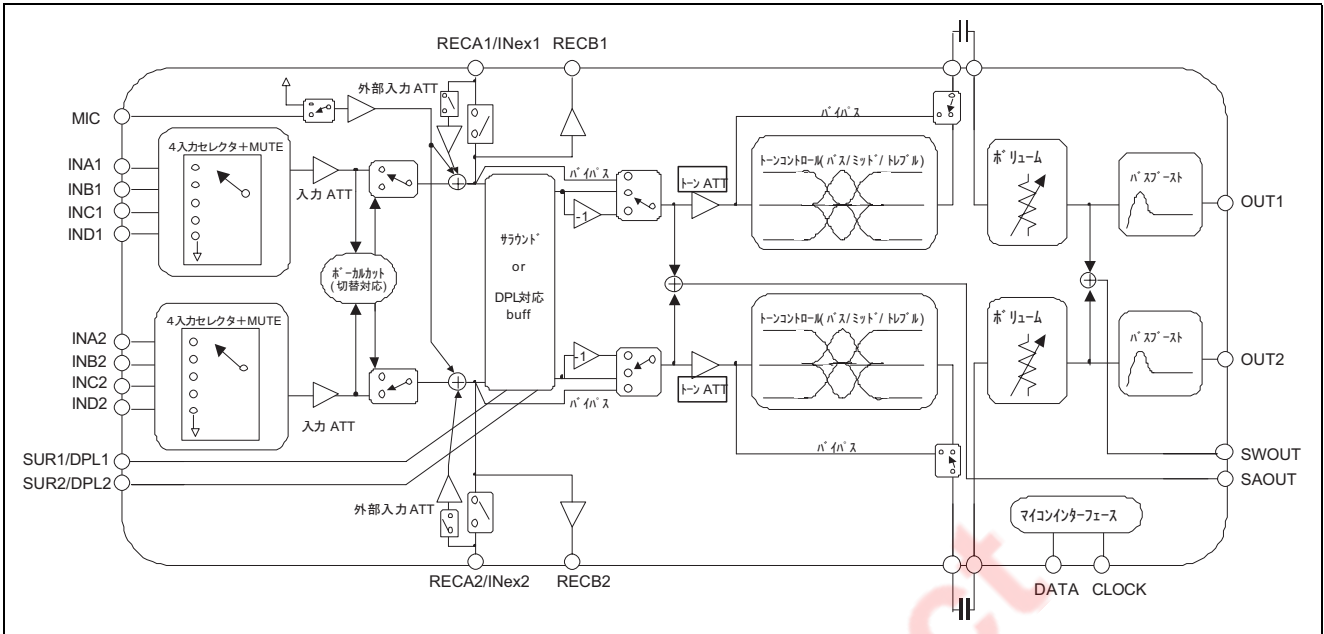 RECA1/INex1 RECB1
外部入力 ATT
MIC
バイパス
4入力セレクタ+MUTE
INA1
INB1
INC1
IND1
入力 ATT
バイパス
トーン ATT
トーンコントロール(バス/ミッド/トレブル)
ボリューム
バスブースト
OUT1
-1
サラウンド
or
DPL対応
buff
ボーカルカット
(切替対応)
4入力セレクタ+MUTE
INA2
INB2
INC2
IND2
入力 ATT
-1
バイパス
トーン ATT
トーンコントロール(バス/ミッド/トレブル)
ボリューム
バスブースト
OUT2
バイパス
SUR1/DPL1
SUR2/DPL2
SWOUT
SAOUT
外部入力 ATT
マイコンインターフェース
RECA2/INex2 RECB2
DATA CLOCK
ct